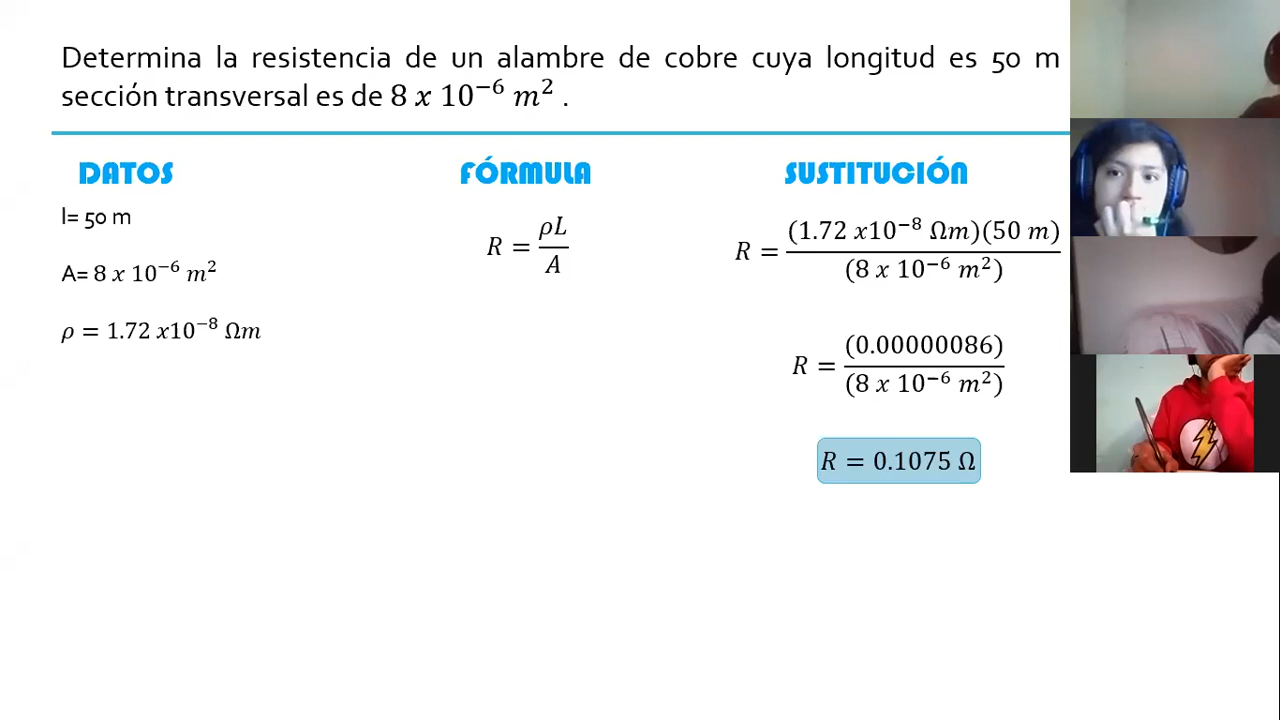 Determina la resistencia de un alambre de cobre cuya longitud es 50 m
sección transversal es de 8 x 10⁻⁶ m² .
DATOS
l= 50 m
A= 8 x 10⁻⁶ m²
ρ = 1.72 x10⁻⁸ Ωm
FÓRMULA
R = ρL / A
SUSTITUCIÓN
R = (1.72 x10⁻⁸ Ωm)(50 m) / (8 x 10⁻⁶ m²)
R = (0.00000086) / (8 x 10⁻⁶ m²)
R = 0.1075 Ω